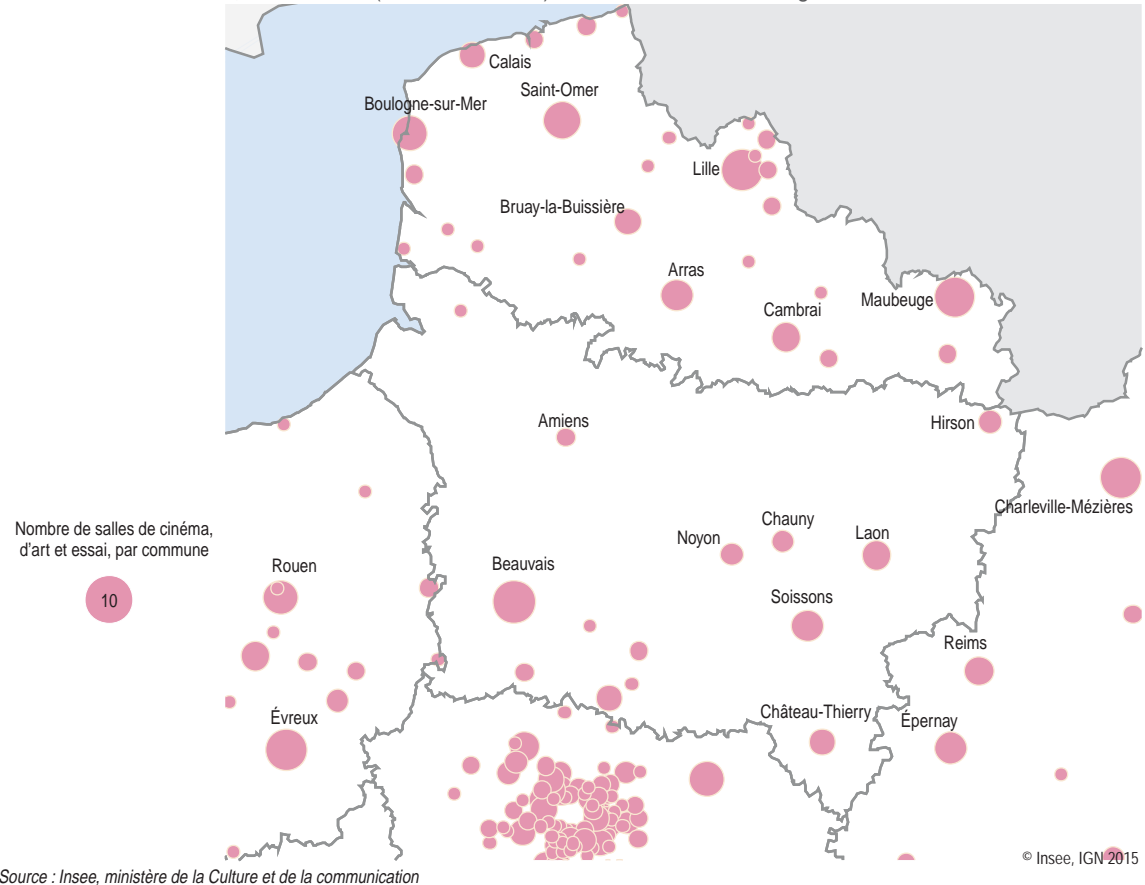 Calais
Saint-Omer
Boulogne-sur-Mer
Lille
Bruay-la-Buissière
Arras
Maubeuge
Cambrai
Amiens
Hirson
Charleville-Mézières
Nombre de salles de cinéma,
d'art et essai, par commune
10
Chauny
Noyon
Laon
Rouen
Beauvais
Soissons
Reims
Évreux
Château-Thierry
Épernay
© Insee, IGN 2015
Source : Insee, ministère de la Culture et de la communication